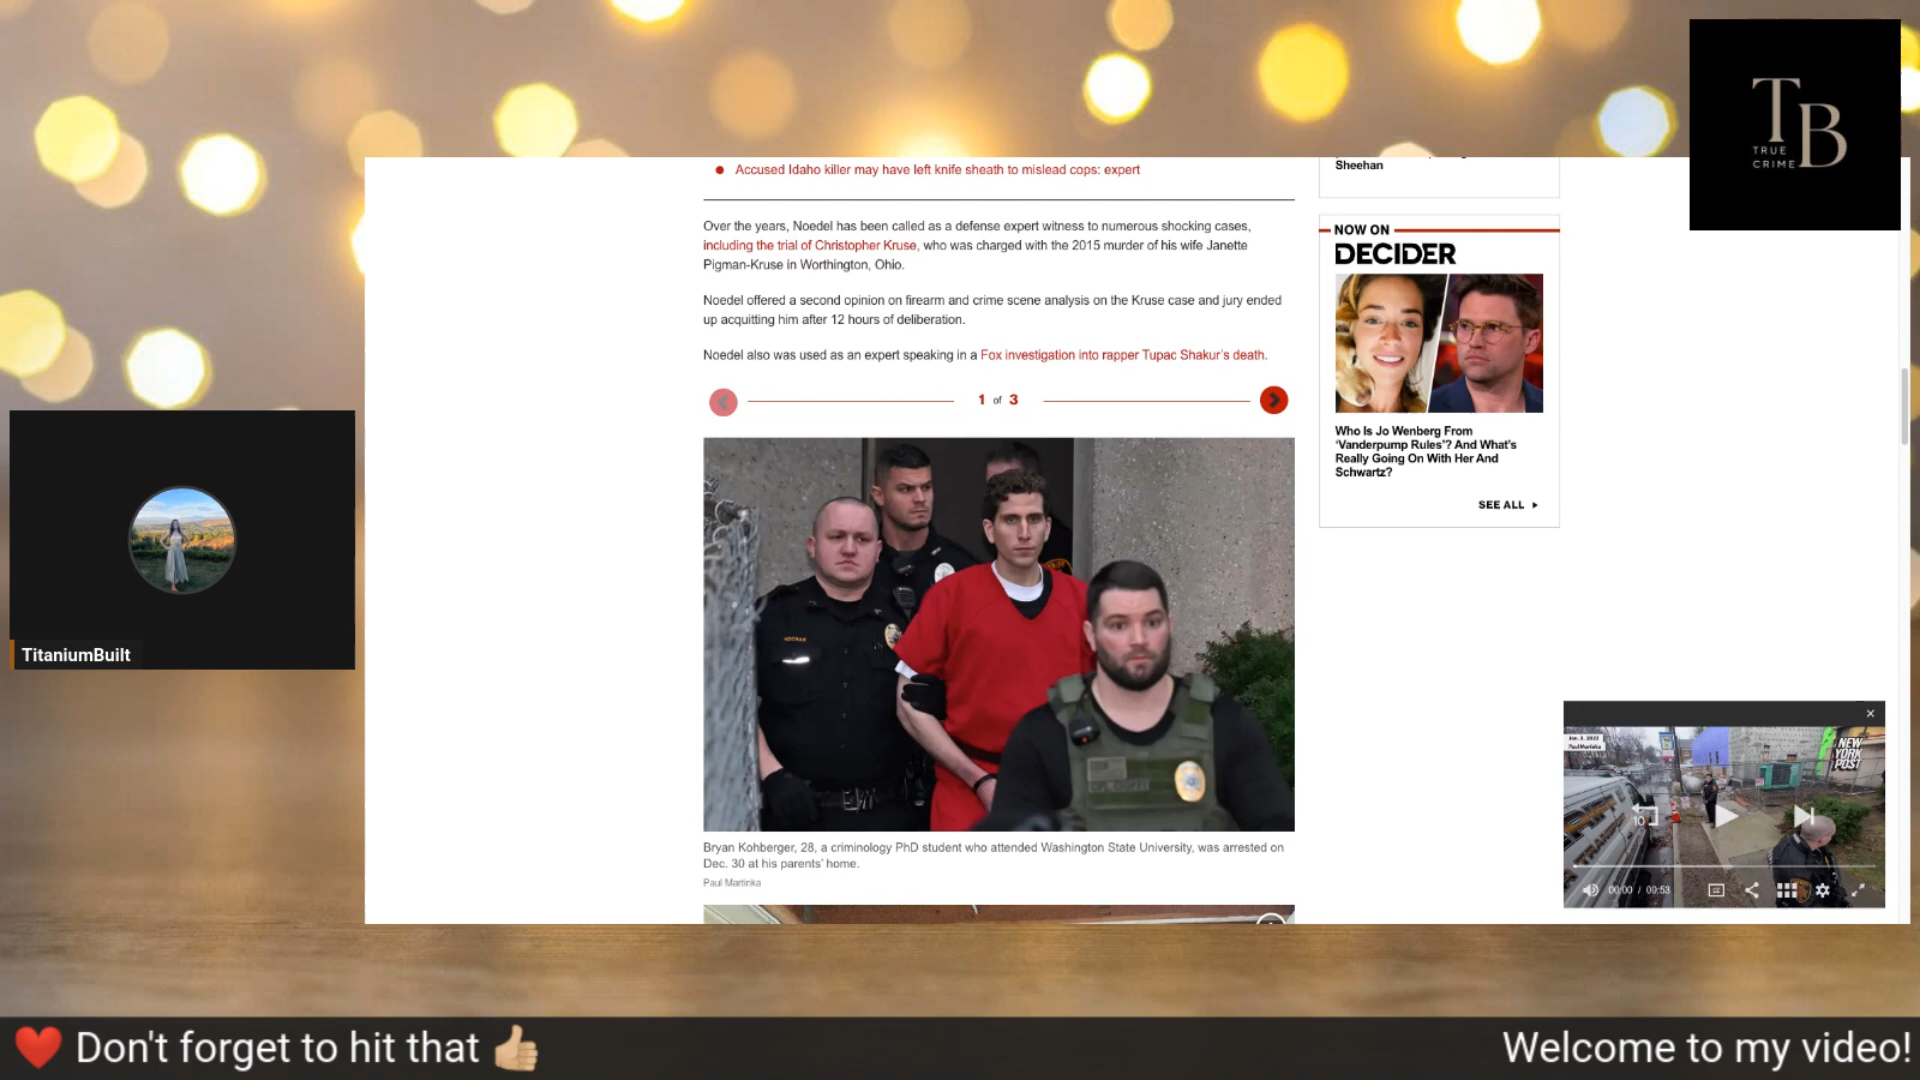 TB
TRUE
CRIME
Accused Idaho killer may have left knife sheath to mislead cops: expert
Over the years, Noedel has been called as a defense expert witness to numerous shocking cases,
including the trial of Christopher Kruse, who was charged with the 2015 murder of his wife Janette
Pigman-Kruse in Worthington, Ohio.
Noedel offered a second opinion on firearm and crime scene analysis on the Kruse case and jury ended
up acquitting him after 12 hours of deliberation.
Noedel also was used as an expert speaking in a Fox investigation into rapper Tupac Shakur's death.
1 of 3
Bryan Kohberger, 28, a criminology PhD student who attended Washington State University, was arrested on
Dec. 30 at his parents' home.
Paul Martinka
Sheehan
NOW ON
DECIDER
Who Is Jo Wenberg From
'Vanderpump Rules'? And What's
Really Going On With Her And
Schwartz?
SEE ALL
TitaniumBuilt
Jan. 3, 2022
Paul Martinka
NEW
YORK
POST
10
00:00 / 00:53
Don't forget to hit that
Welcome to my video!